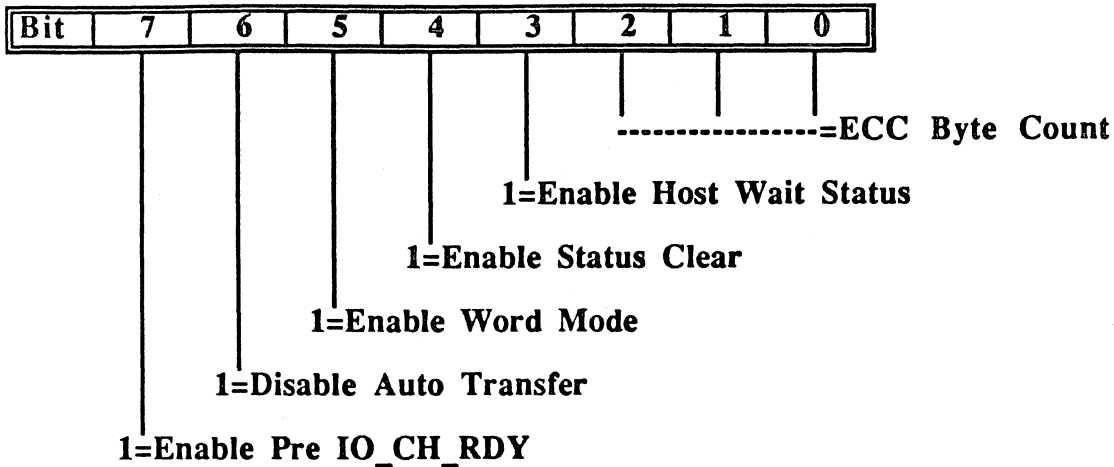 Bit 7 6 5 4 3 2 1 0
----------------=ECC Byte Count
1=Enable Host Wait Status
1=Enable Status Clear
1=Enable Word Mode
1=Disable Auto Transfer
1=Enable Pre IO_CH_RDY